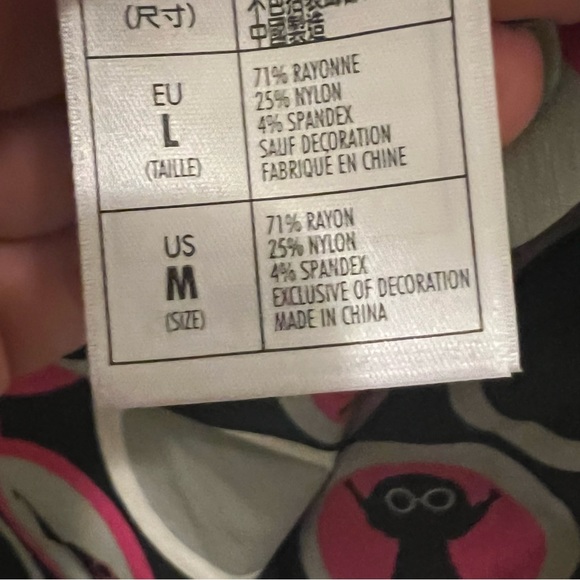 (尺寸)
中國製造
EU
L
(TAILLE)
71% RAYONNE
25% NYLON
4% SPANDEX
SAUF DECORATION
FABRIQUE EN CHINE
US
M
(SIZE)
71% RAYON
25% NYLON
4% SPANDEX
EXCLUSIVE OF DECORATION
MADE IN CHINA